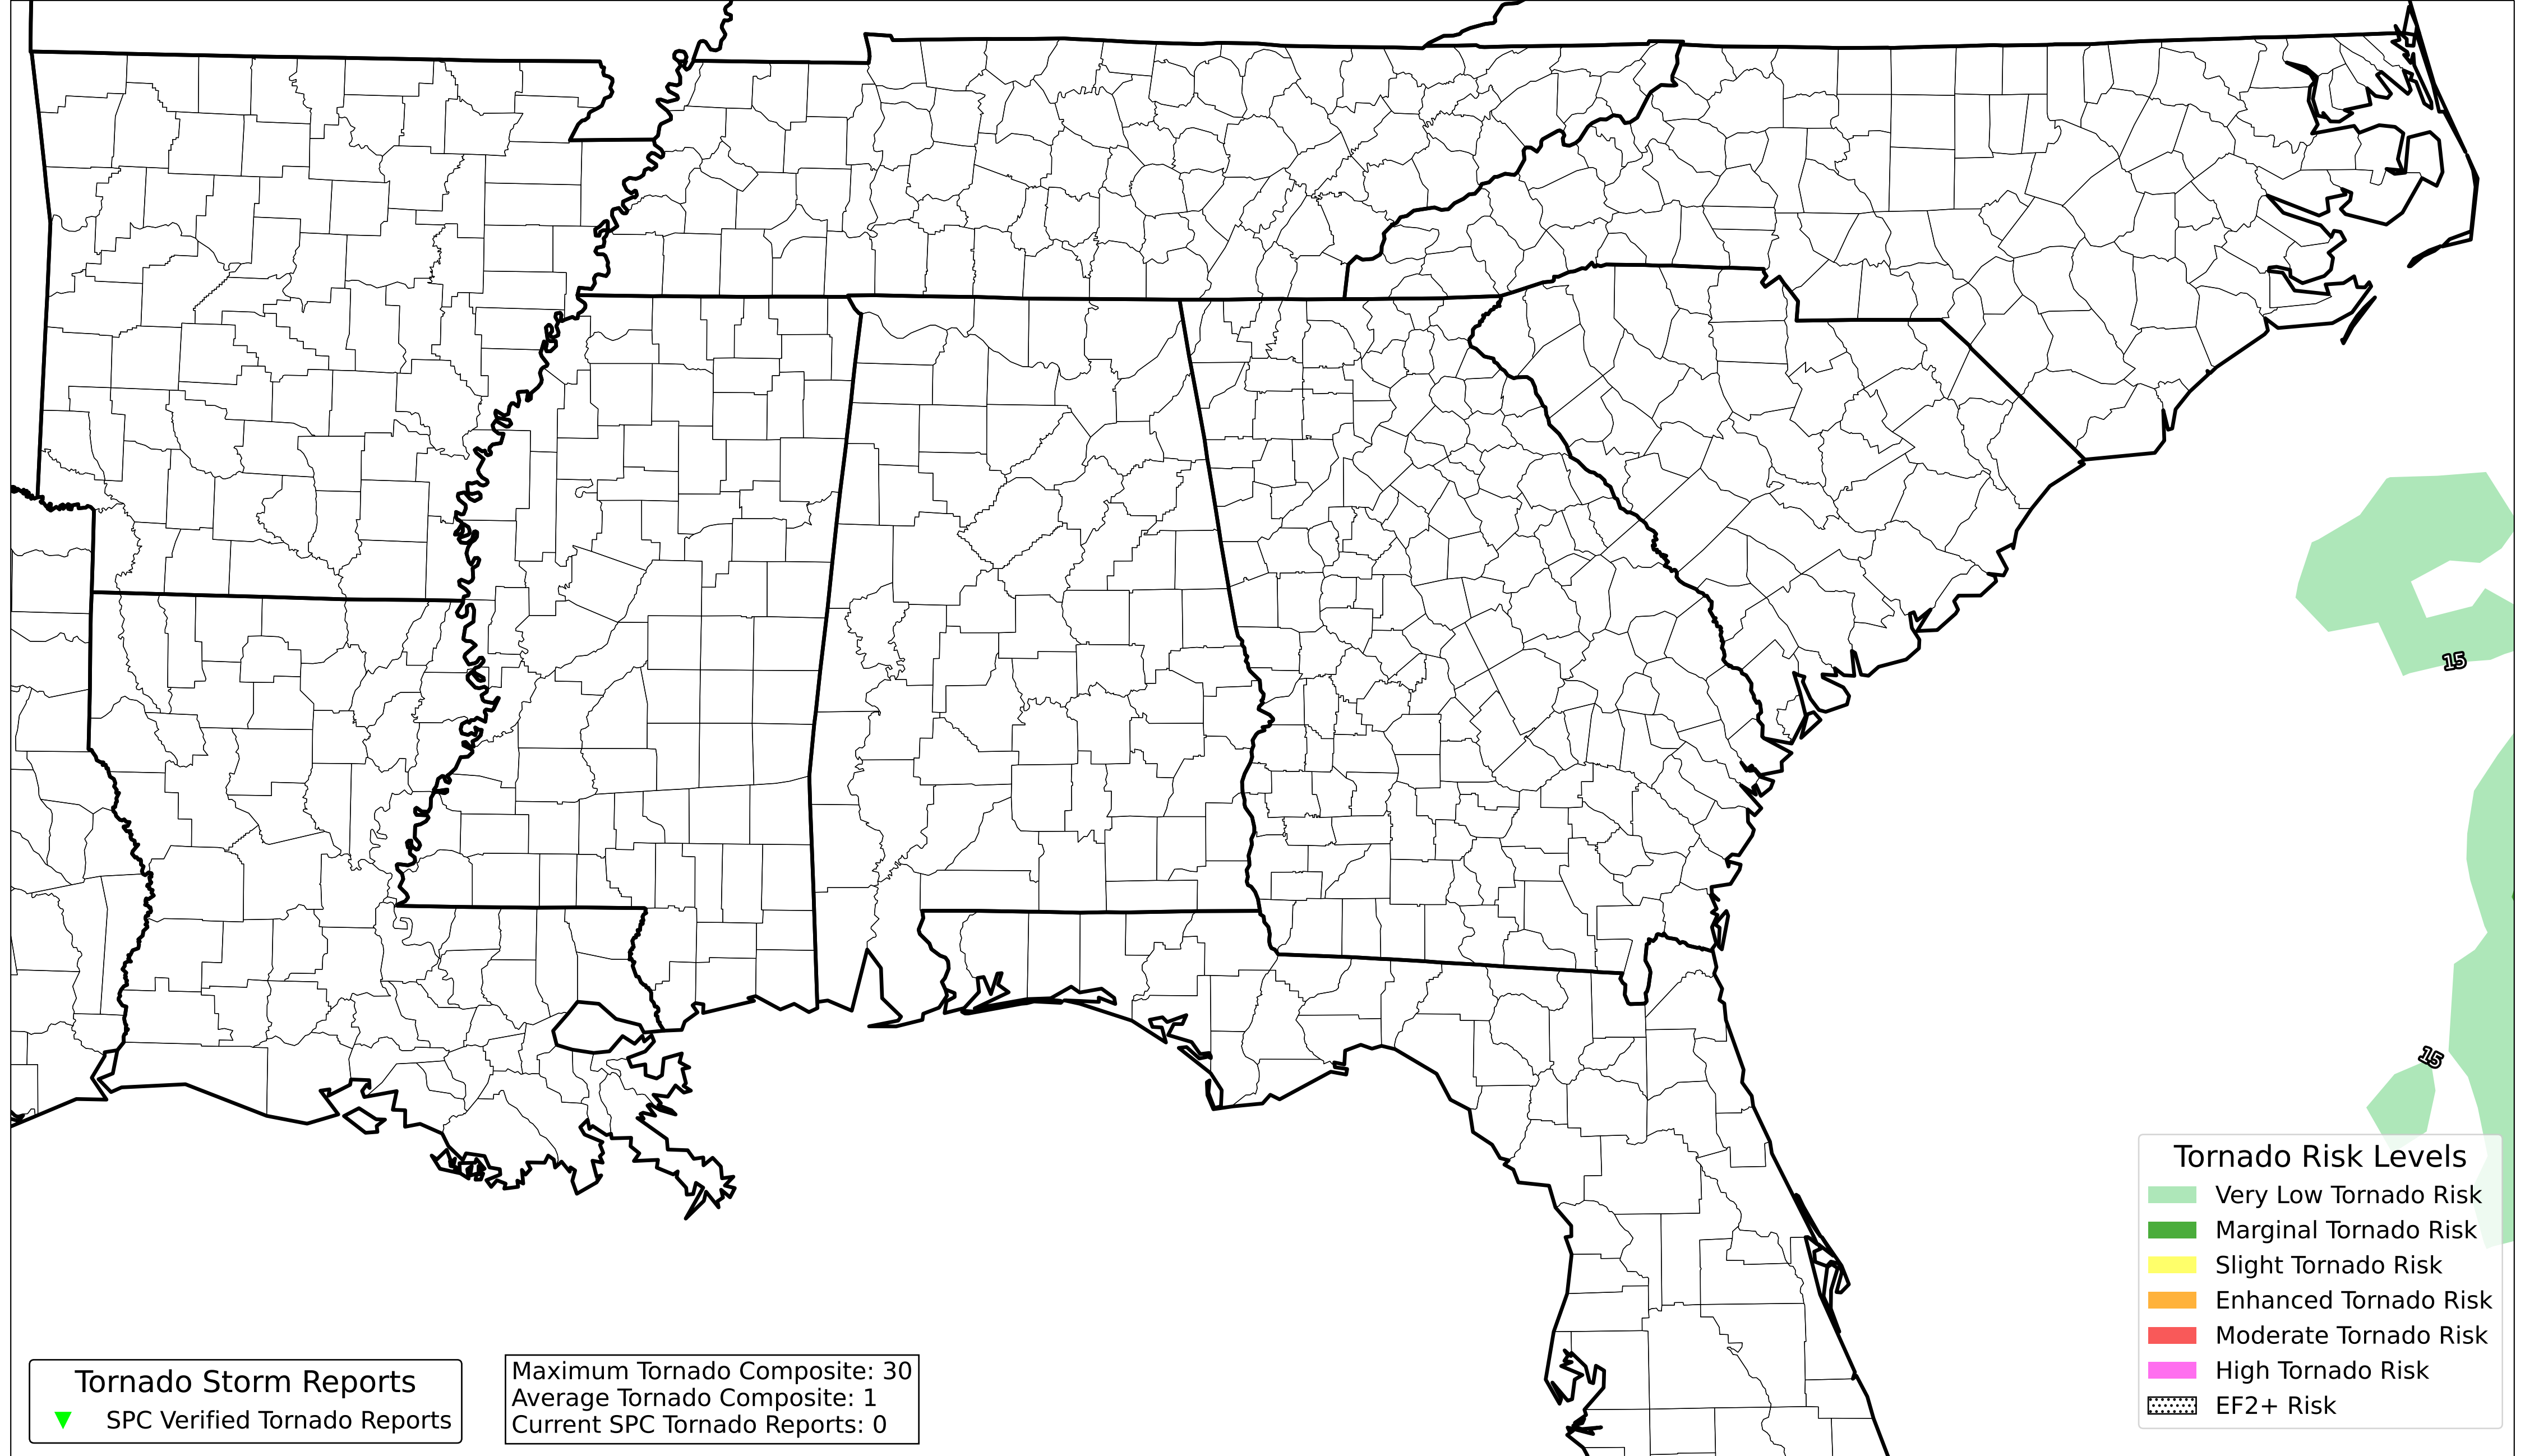 15
15
Tornado Risk Levels
Very Low Tornado Risk
Marginal Tornado Risk
Slight Tornado Risk
Enhanced Tornado Risk
Moderate Tornado Risk
High Tornado Risk
EF2+ Risk
Tornado Storm Reports
SPC Verified Tornado Reports
Maximum Tornado Composite: 30
Average Tornado Composite: 1
Current SPC Tornado Reports: 0